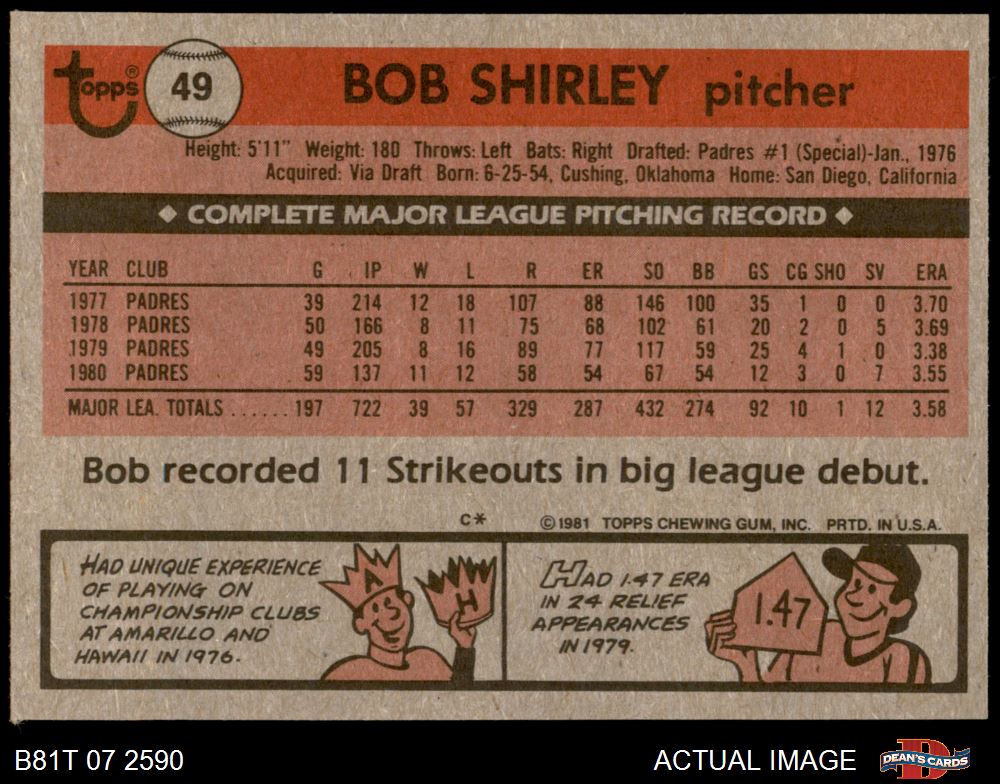 Topps®
49
BOB SHIRLEY pitcher
Height: 5'11" Weight: 180 Throws: Left Bats: Right Drafted: Padres #1 (Special)-Jan., 1976
Acquired: Via Draft Born: 6-25-54, Cushing, Oklahoma Home: San Diego, California
◆ COMPLETE MAJOR LEAGUE PITCHING RECORD ◆
YEAR CLUB G IP W L R ER SO BB GS CG SHO SV ERA
1977 PADRES 39 214 12 18 107 88 146 100 35 1 0 0 3.70
1978 PADRES 50 166 8 11 75 68 102 61 20 2 0 5 3.69
1979 PADRES 49 205 8 16 89 77 117 59 25 4 1 0 3.38
1980 PADRES 59 137 11 12 58 54 67 54 12 3 0 7 3.55
MAJOR LEA. TOTALS ...... 197 722 39 57 329 287 432 274 92 10 1 12 3.58
Bob recorded 11 Strikeouts in big league debut.
C* ©1981 TOPPS CHEWING GUM, INC. PRTD. IN U.S.A.
HAD UNIQUE EXPERIENCE
OF PLAYING ON
CHAMPIONSHIP CLUBS
AT AMARILLO AND
HAWAII IN 1976.
A
H
HAD 1.47 ERA
IN 24 RELIEF
APPEARANCES
IN 1979.
1.47
B81T 07 2590
ACTUAL IMAGE
D
DEAN'S CARDS